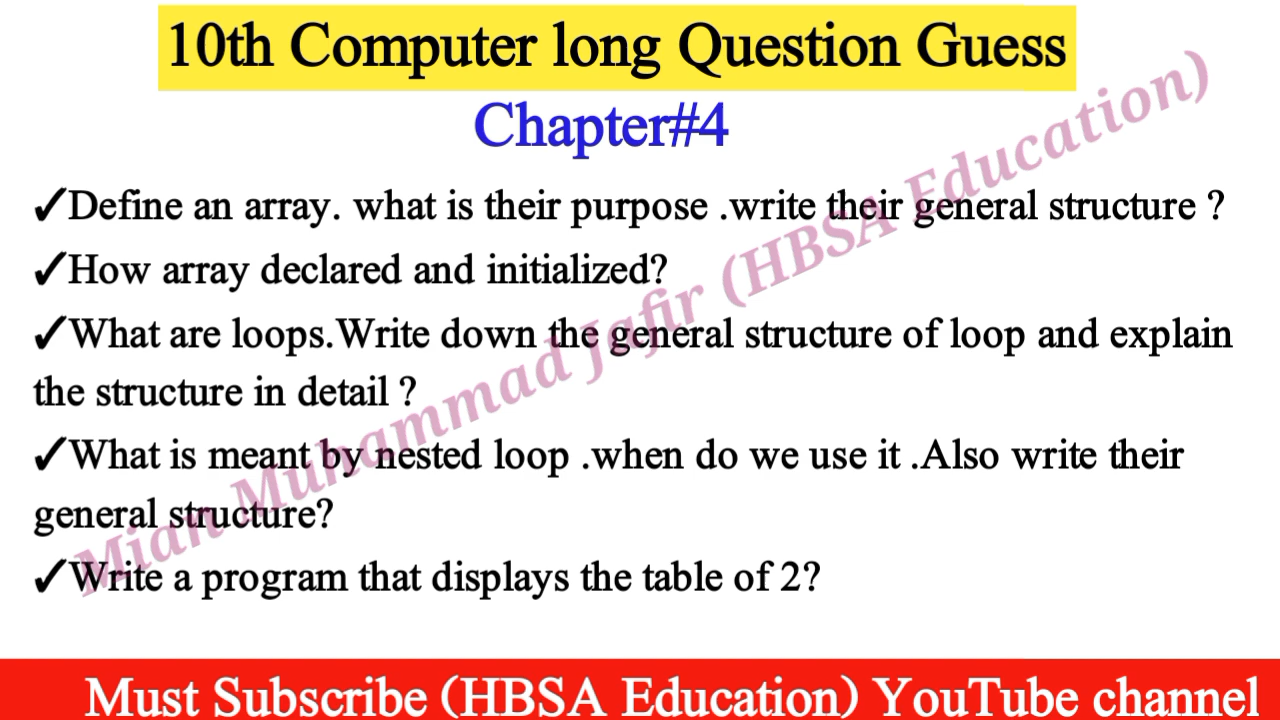 10th Computer long Question Guess
Chapter#4
✓Define an array. what is their purpose .write their general structure ?
✓How array declared and initialized?
✓What are loops.Write down the general structure of loop and explain
the structure in detail ?
✓What is meant by nested loop .when do we use it .Also write their
general structure?
✓Write a program that displays the table of 2?
Mian Muhammad Jafir (HBSA Education)
Must Subscribe (HBSA Education) YouTube channel